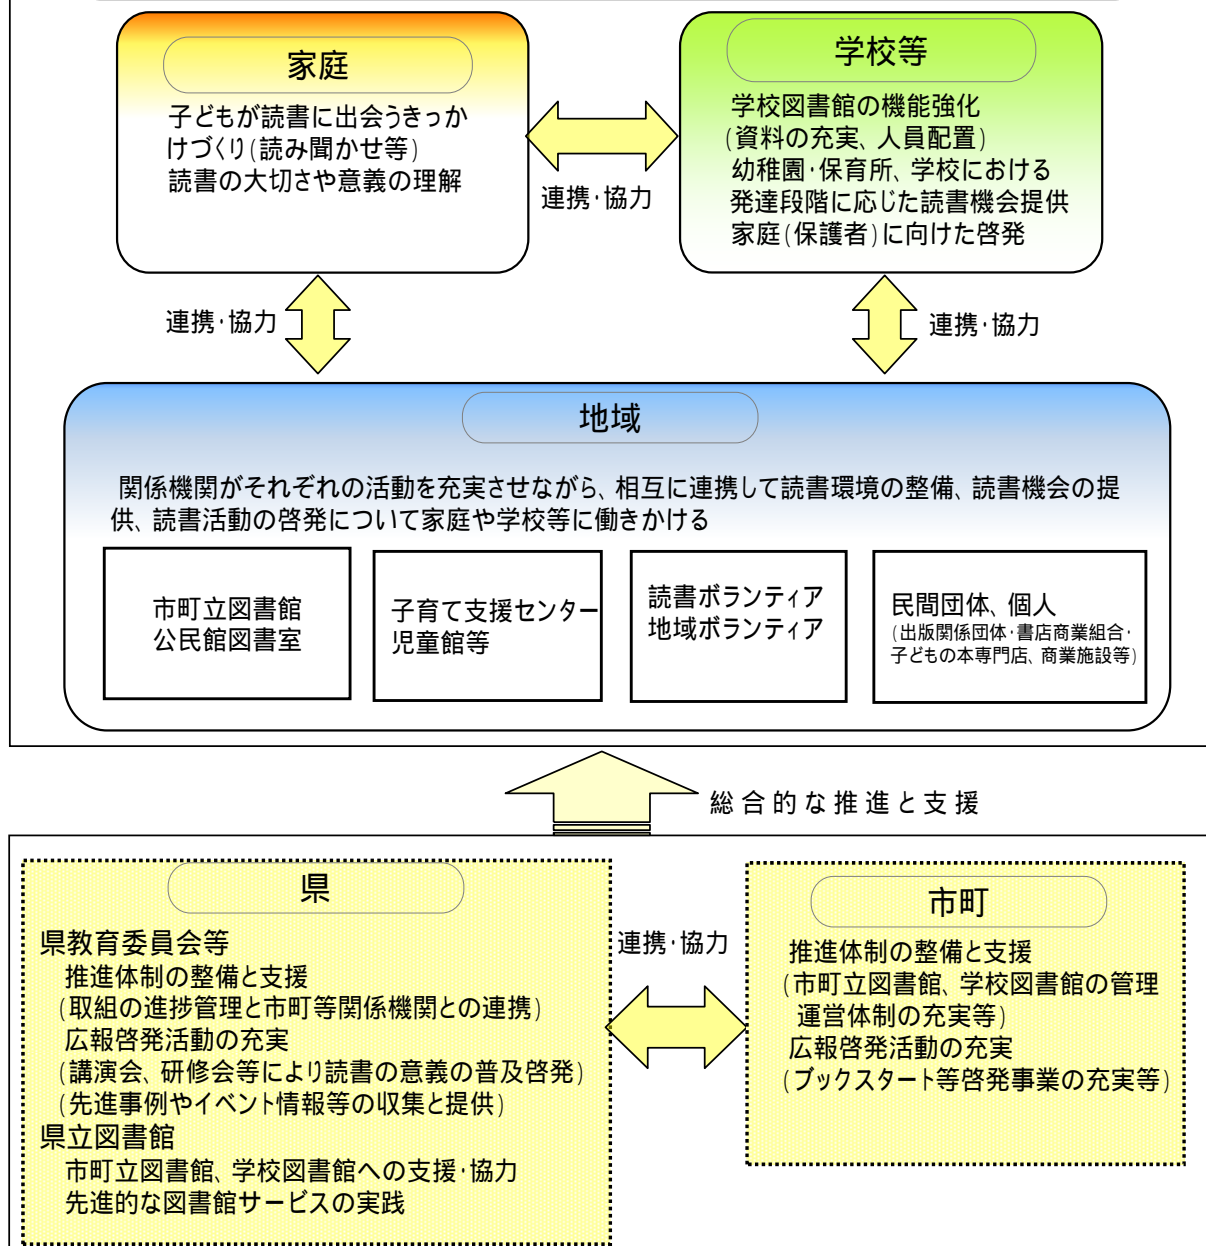 家庭
子どもが読書に出会うきっか
けづくり(読み聞かせ等)
読書の大切さや意義の理解
連携・協力
学校等
学校図書館の機能強化
(資料の充実、人員配置)
幼稚園・保育所、学校における
発達段階に応じた読書機会提供
家庭(保護者)に向けた啓発
連携・協力
連携・協力
地域
関係機関がそれぞれの活動を充実させながら、相互に連携して読書環境の整備、読書機会の提
供、読書活動の啓発について家庭や学校等に働きかける
市町立図書館
公民館図書室
子育て支援センター
児童館等
読書ボランティア
地域ボランティア
民間団体、個人
(出版関係団体・書店商業組合・
子どもの本専門店、商業施設等)
総合的な推進と支援
県
県教育委員会等
推進体制の整備と支援
(取組の進捗管理と市町等関係機関との連携)
広報啓発活動の充実
(講演会、研修会等により読書の意義の普及啓発)
(先進事例やイベント情報等の収集と提供)
県立図書館
市町立図書館、学校図書館への支援・協力
先進的な図書館サービスの実践
連携・協力
市町
推進体制の整備と支援
(市町立図書館、学校図書館の管理
運営体制の充実等)
広報啓発活動の充実
(ブックスタート等啓発事業の充実等)